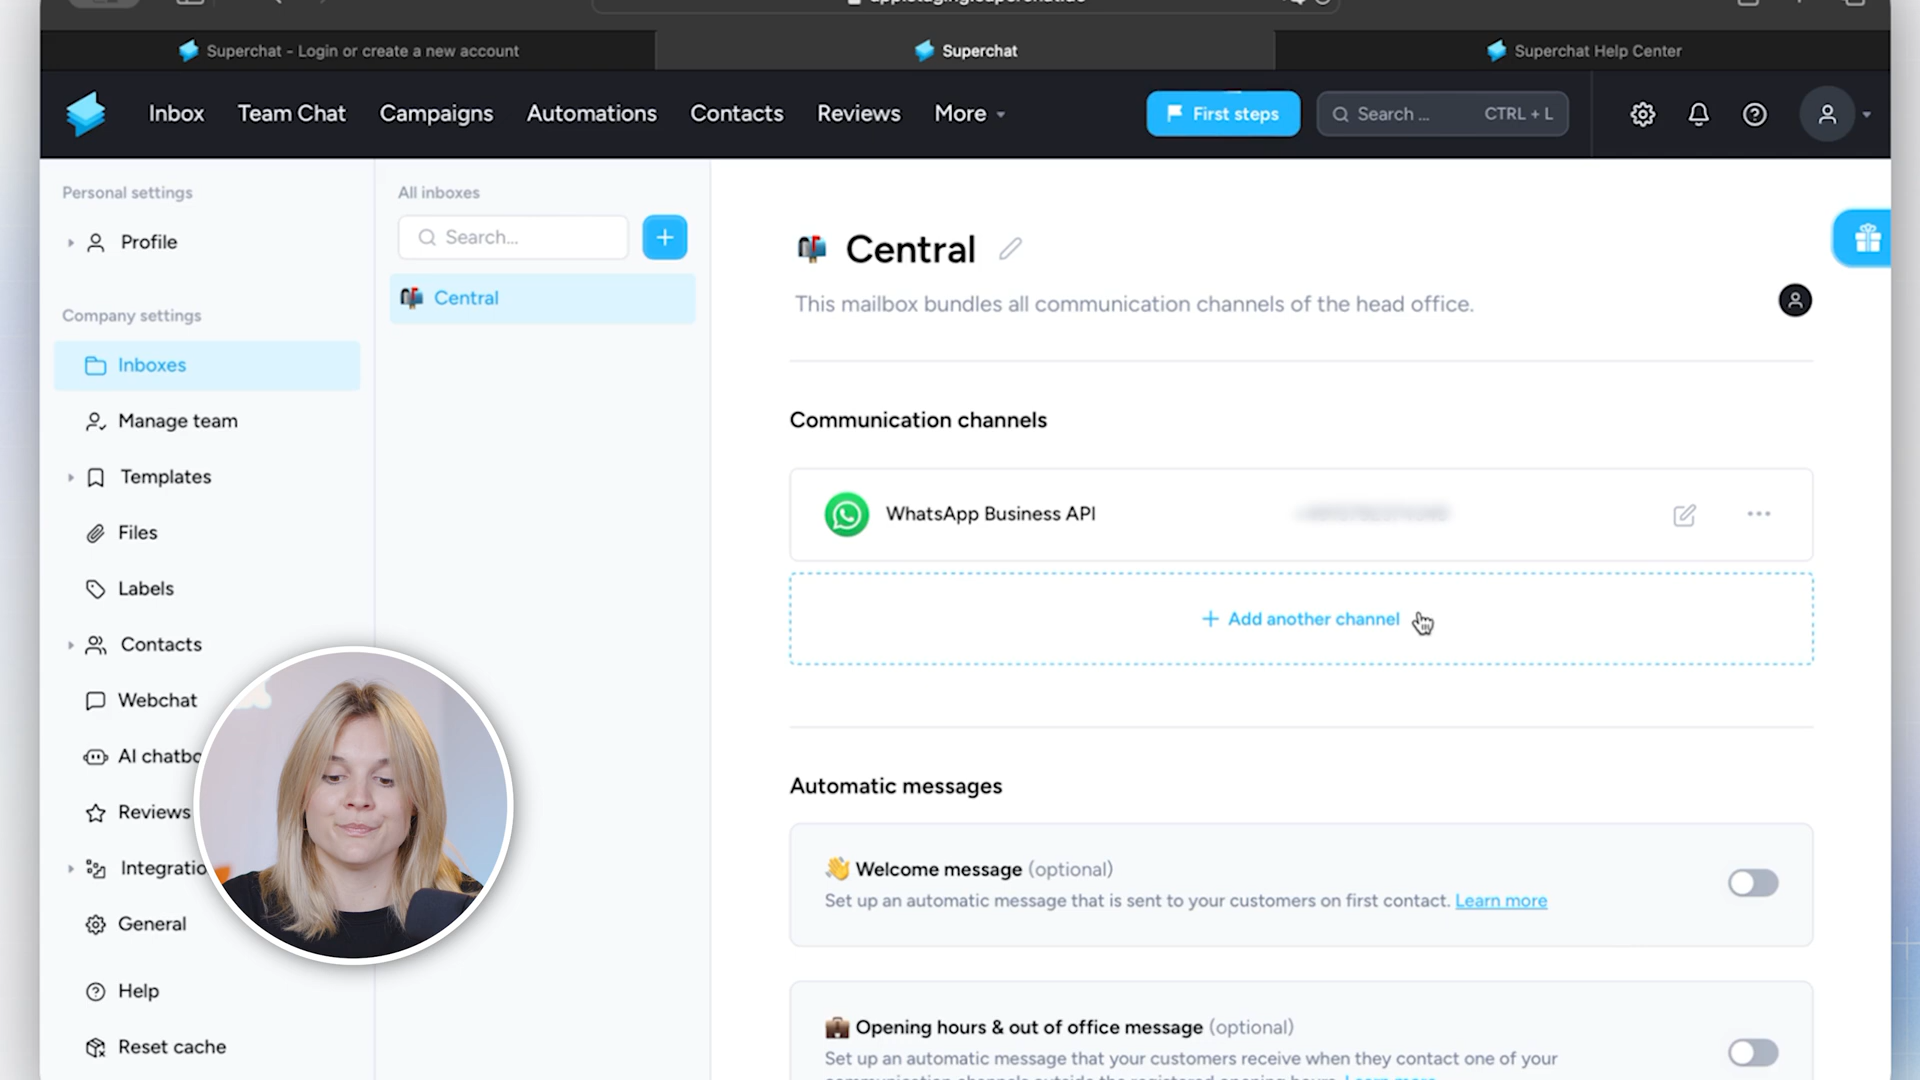 Superchat - Login or create a new account
Superchat
Superchat Help Center
Inbox
Team Chat
Campaigns
Automations
Contacts
Reviews
More
First steps
Search ...
CTRL + L
Personal settings
Profile
Company settings
Inboxes
Manage team
Templates
Files
Labels
Contacts
Webchat
AI chatbo
Reviews
Integratio
General
Help
Reset cache
All inboxes
Search...
Central
Central
This mailbox bundles all communication channels of the head office.
Communication channels
WhatsApp Business API
Add another channel
Automatic messages
👋 Welcome message (optional)
Set up an automatic message that is sent to your customers on first contact. Learn more
💼 Opening hours & out of office message (optional)
Set up an automatic message that your customers receive when they contact one of your